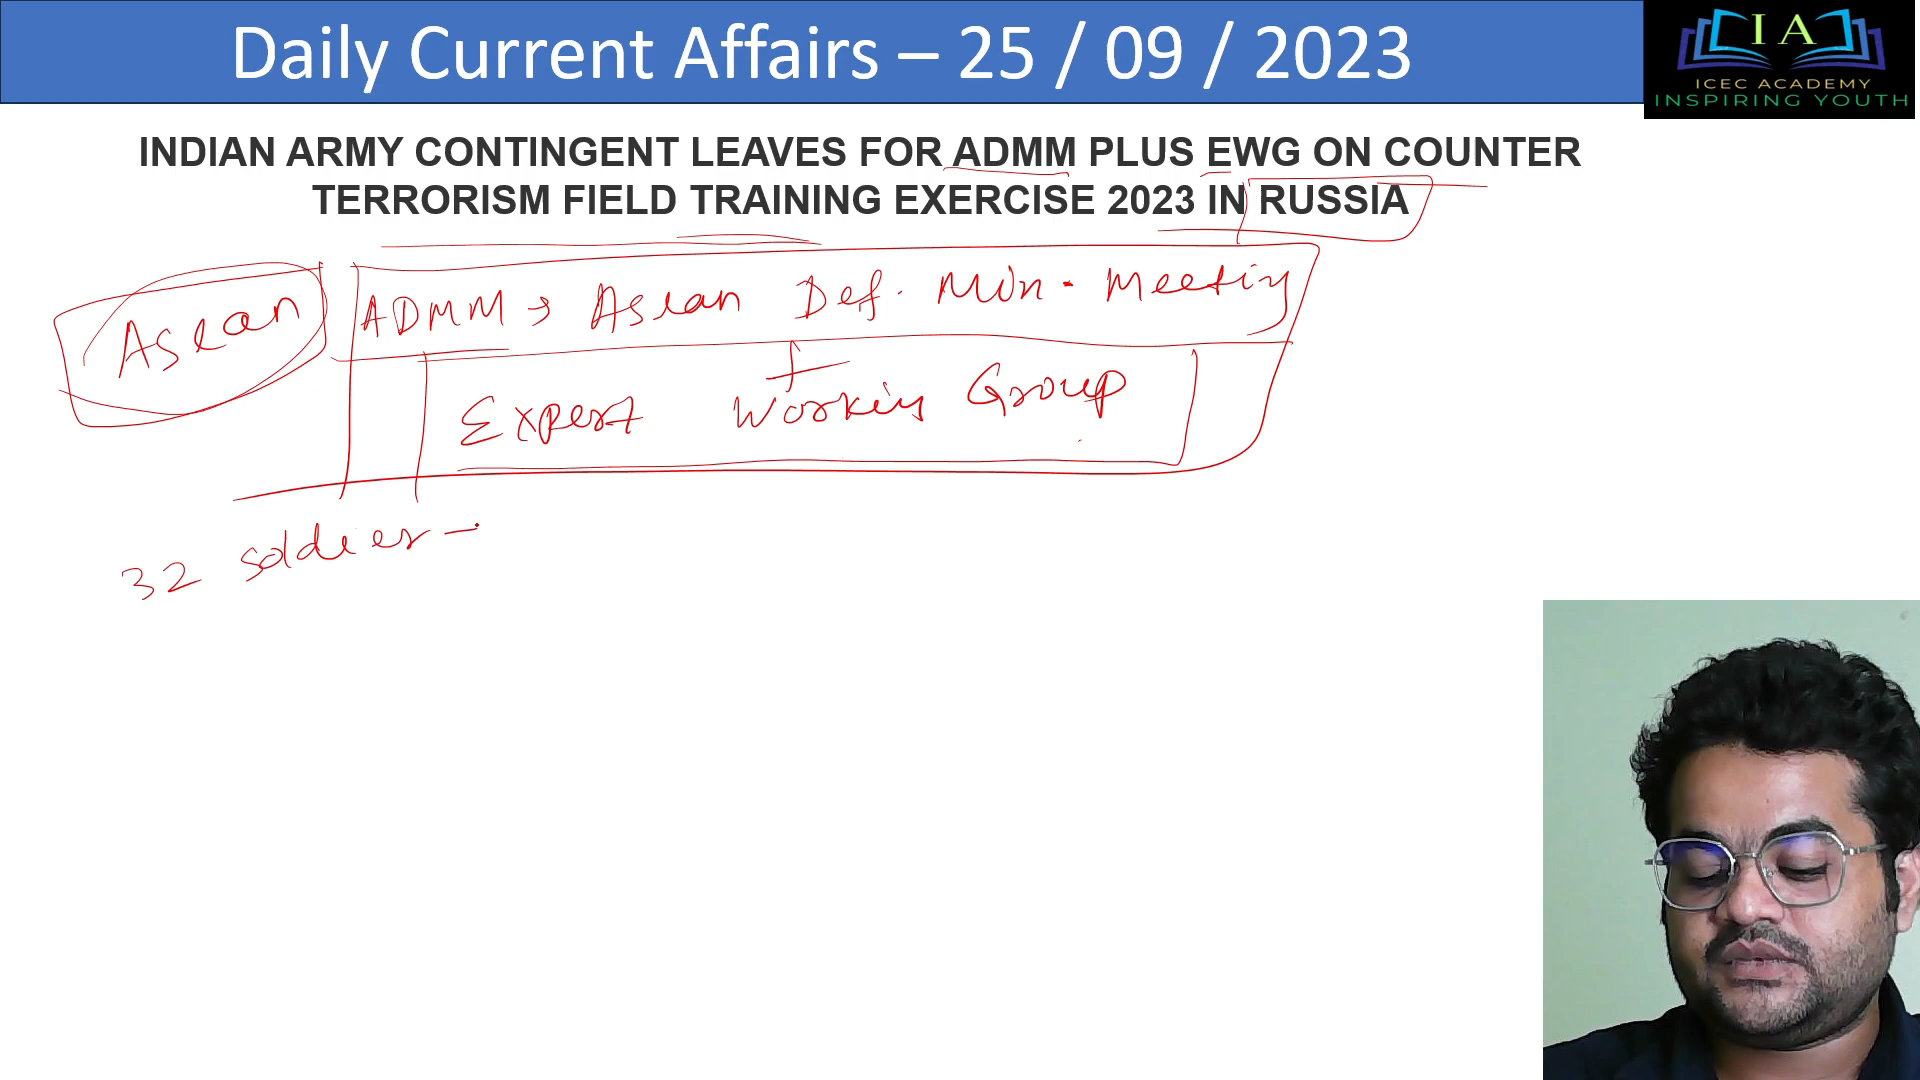 Daily Current Affairs – 25 / 09 / 2023
IA
ICEC ACADEMY
INSPIRING YOUTH
INDIAN ARMY CONTINGENT LEAVES FOR ADMM PLUS EWG ON COUNTER
TERRORISM FIELD TRAINING EXERCISE 2023 IN RUSSIA
Asean
ADMM → Asean Def. Min. Meeting
+
Expert Working Group
32 soldier -